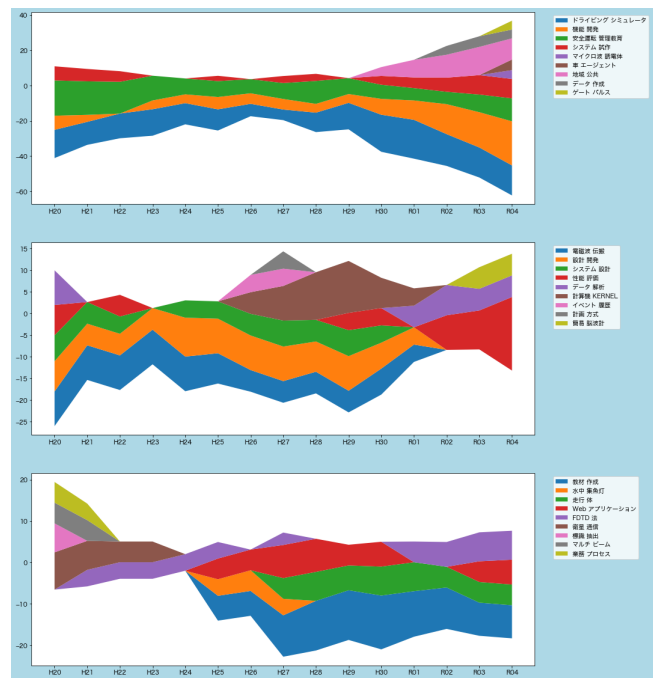 40
20
0
−20
−40
−60
H20 H21 H22 H23 H24 H25 H26 H27 H28 H29 H30 R01 R02 R03 R04
ドライビング シミュレータ
機能 開発
安全運転 管理教育
システム 試作
マイクロ波 誘電体
車 エージェント
地域 公共
データ 作成
ゲート パルス
15
10
5
0
−5
−10
−15
−20
−25
H20 H21 H22 H23 H24 H25 H26 H27 H28 H29 H30 R01 R02 R03 R04
電磁波 伝搬
設計 開発
システム 設計
性能 評価
データ 解析
計算機 KERNEL
イベント 履歴
計画 方式
簡易 脳波計
20
10
0
−10
−20
H20 H21 H22 H23 H24 H25 H26 H27 H28 H29 H30 R01 R02 R03 R04
教材 作成
水中 集魚灯
走行 体
Web アプリケーション
FDTD 法
衛星 通信
標識 抽出
マルチ ビーム
業務 プロセス